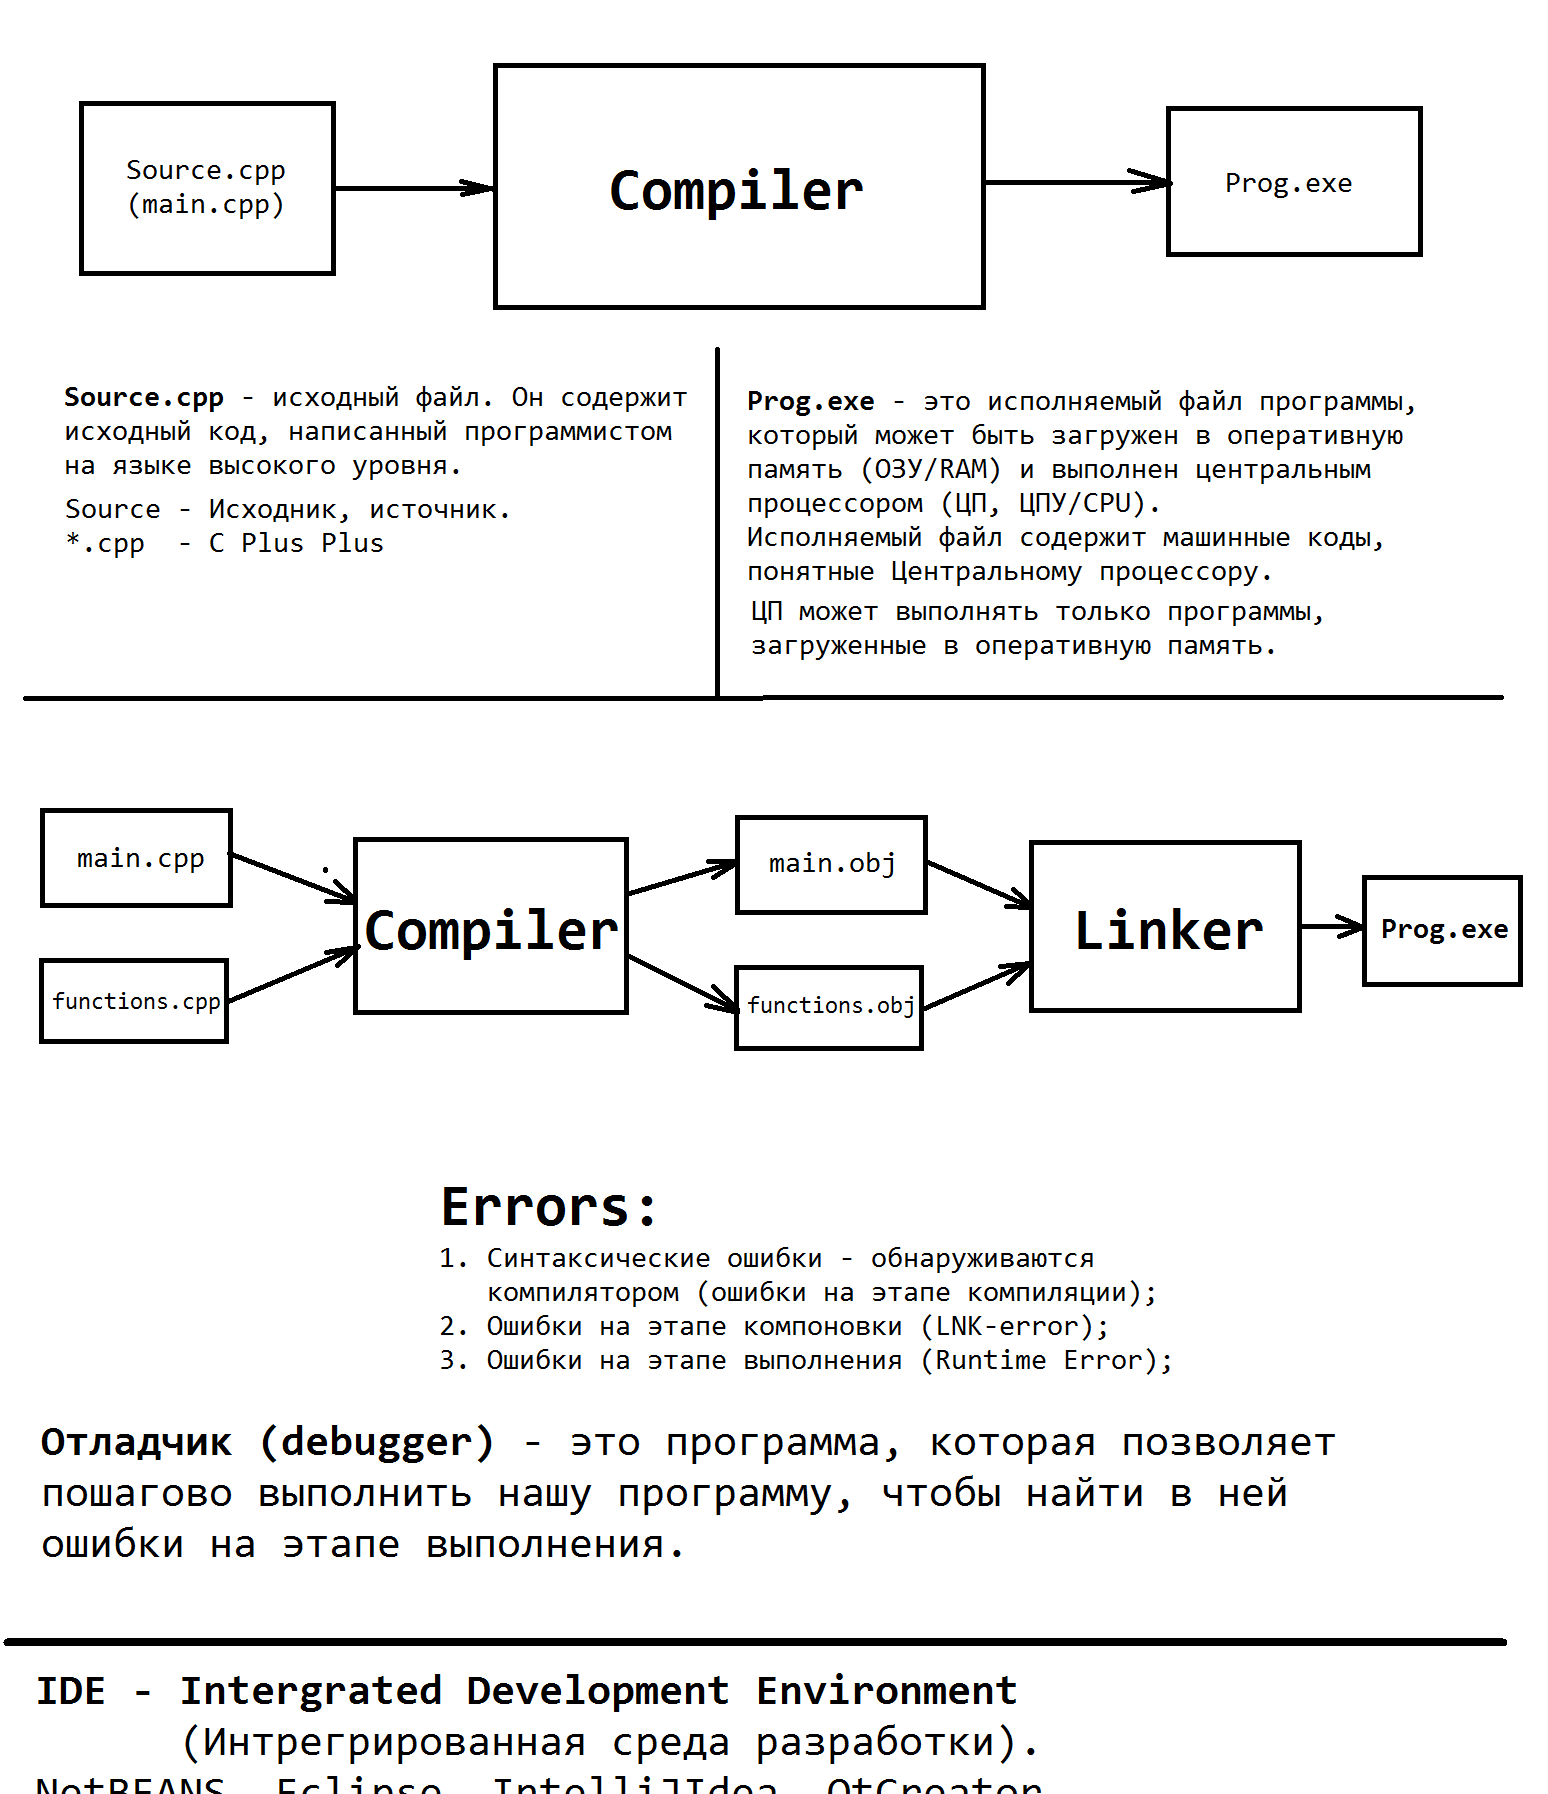 Source.cpp
(main.cpp)
Compiler
Prog.exe
Source.cpp - исходный файл. Он содержит
исходный код, написанный программистом
на языке высокого уровня.
Source - Исходник, источник.
*.cpp  - C Plus Plus
Prog.exe - это исполняемый файл программы,
который может быть загружен в оперативную
память (ОЗУ/RAM) и выполнен центральным
процессором (ЦП, ЦПУ/CPU).
Исполняемый файл содержит машинные коды,
понятные Центральному процессору.
ЦП может выполнять только программы,
загруженные в оперативную память.
main.cpp
functions.cpp
Compiler
main.obj
functions.obj
Linker
Prog.exe
Errors:
1. Синтаксические ошибки - обнаруживаются
компилятором (ошибки на этапе компиляции);
2. Ошибки на этапе компоновки (LNK-error);
3. Ошибки на этапе выполнения (Runtime Error);
Отладчик (debugger) - это программа, которая позволяет
пошагово выполнить нашу программу, чтобы найти в ней
ошибки на этапе выполнения.
IDE - Intergrated Development Environment
(Интрегрированная среда разработки).
NetBEANS, Eclipse, IntelliJIdea, QtCreator